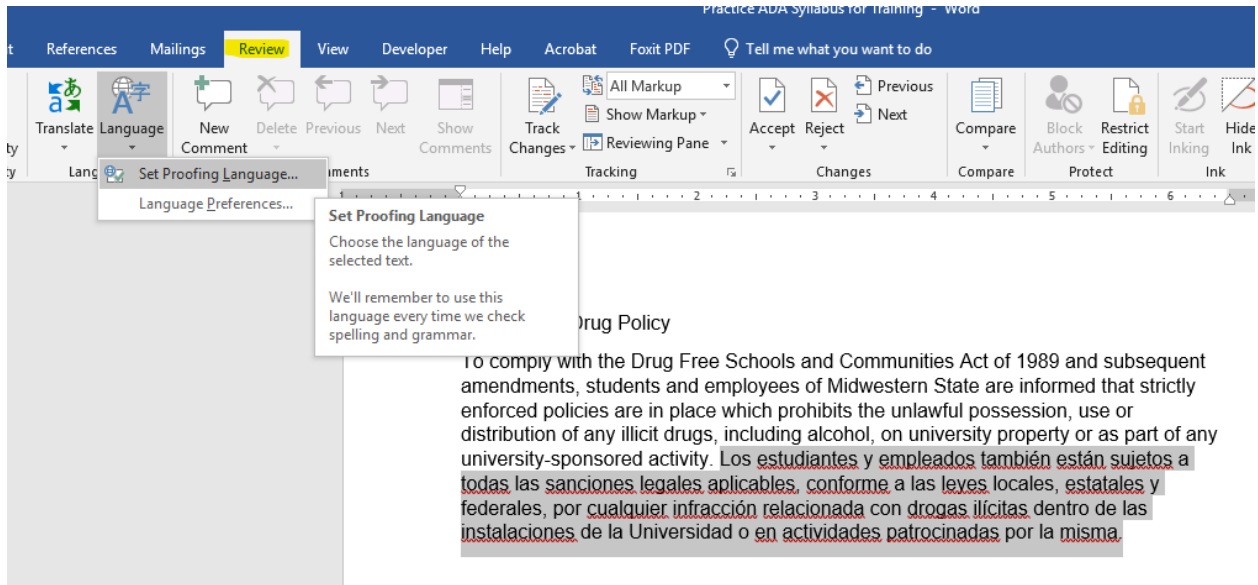 Practice ADA Syllabus for Training - Word
References Mailings Review View Developer Help Acrobat Foxit PDF Tell me what you want to do
Translate Language New Comment Delete Previous Next Show Comments Track Changes All Markup Show Markup Reviewing Pane Accept Reject Previous Next Compare Block Authors Restrict Editing Start Inking Hide Ink
Tracking Changes Compare Protect Ink
Set Proofing Language...
Language Preferences...
1 2 3 4 5 6
Set Proofing Language
Choose the language of the
selected text.
We'll remember to use this
language every time we check
spelling and grammar.
Drug Policy
To comply with the Drug Free Schools and Communities Act of 1989 and subsequent
amendments, students and employees of Midwestern State are informed that strictly
enforced policies are in place which prohibits the unlawful possession, use or
distribution of any illicit drugs, including alcohol, on university property or as part of any
university-sponsored activity. Los estudiantes y empleados también están sujetos a
todas las sanciones legales aplicables, conforme a las leyes locales, estatales y
federales, por cualquier infracción relacionada con drogas ilícitas dentro de las
instalaciones de la Universidad o en actividades patrocinadas por la misma.